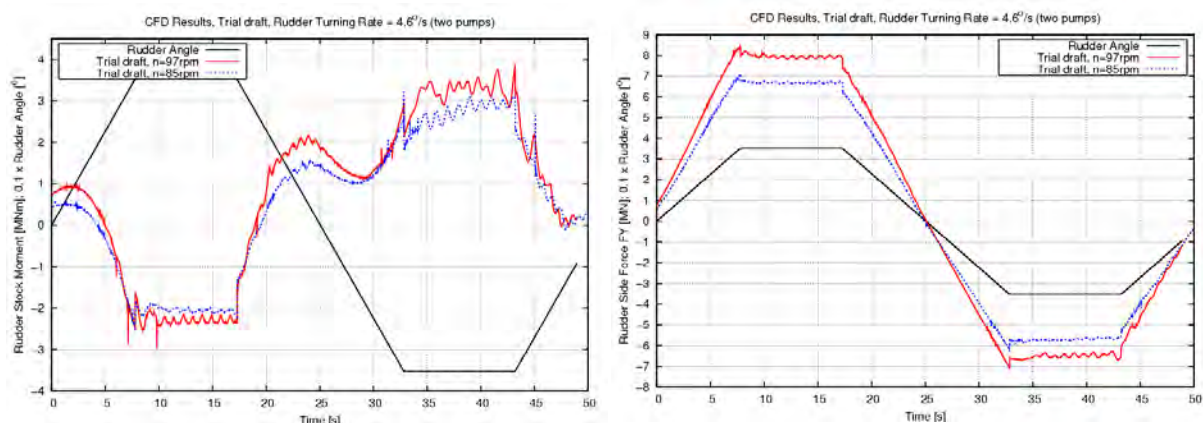 CFD Results, Trial draft, Rudder Turning Rate = 4.6°/s (two pumps)
Rudder Angle
Trial draft, n=97rpm
Trial draft, n=85rpm
Rudder Stock Moment [MNm]; 0.1 x Rudder Angle [°]
4
3
2
1
0
−1
−2
−3
−4
0 5 10 15 20 25 30 35 40 45 50
Time [s]
CFD Results, Trial draft, Rudder Turning Rate = 4.6°/s (two pumps)
Rudder Angle
Trial draft, n=97rpm
Trial draft, n=85rpm
Rudder Side Force FY [MN]; 0.1 x Rudder Angle [°]
9
8
7
6
5
4
3
2
1
0
−1
−2
−3
−4
−5
−6
−7
−8
0 5 10 15 20 25 30 35 40 45 50
Time [s]